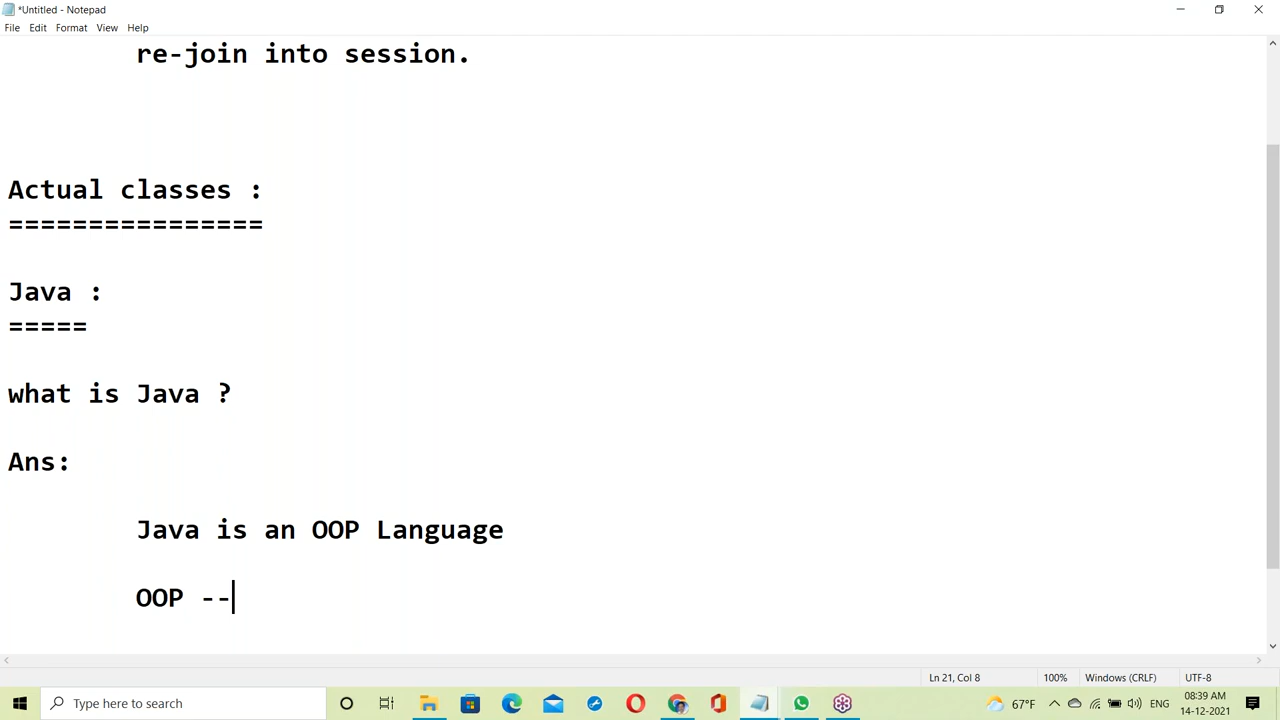 *Untitled - Notepad
File Edit Format View Help
re-join into session.
Actual classes :
================
Java :
=====
what is Java ?
Ans:
Java is an OOP Language
OOP --
Ln 21, Col 8 100% Windows (CRLF) UTF-8
Type here to search
67°F
ENG
08:39 AM
14-12-2021